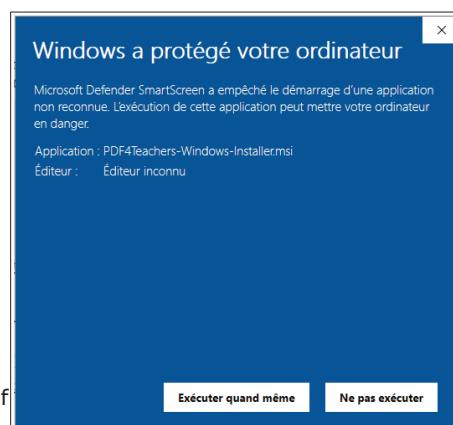 Windows a protégé votre ordinateur
Microsoft Defender SmartScreen a empêché le démarrage d'une application
non reconnue. L'exécution de cette application peut mettre votre ordinateur
en danger.
Application : PDF4Teachers-Windows-Installer.msi
Éditeur : Éditeur inconnu
f
Exécuter quand même
Ne pas exécuter